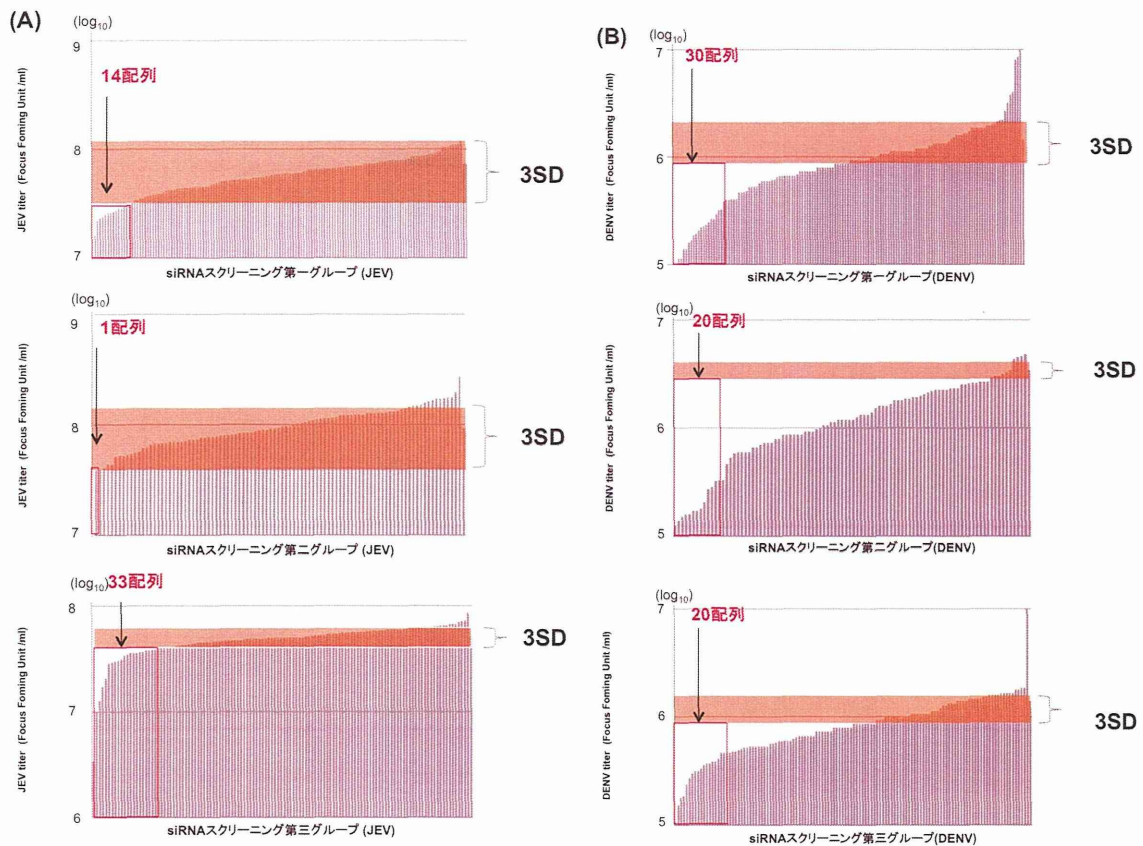 (A)
(log10)
9
14配列
8
3SD
7
JEV titer (Focus Foming Unit /ml)
siRNAスクリーニング第一グループ (JEV)
(log10)
9
1配列
8
3SD
7
JEV titer (Focus Foming Unit /ml)
siRNAスクリーニング第二グループ (JEV)
(log10) 33配列
8
3SD
7
6
JEV titer (Focus Foming Unit /ml)
siRNAスクリーニング第三グループ (JEV)
(B)
(log10)
7
30配列
6
3SD
5
DENV titer (Focus Foming Unit /ml)
siRNAスクリーニング第一グループ(DENV)
(log10)
7
20配列
3SD
6
5
DENV titer (Focus Foming Unit /ml)
siRNAスクリーニング第二グループ(DENV)
(log10)
7
20配列
6
3SD
5
DENV titer (Focus Foming Unit /ml)
siRNAスクリーニング第三グループ(DENV)